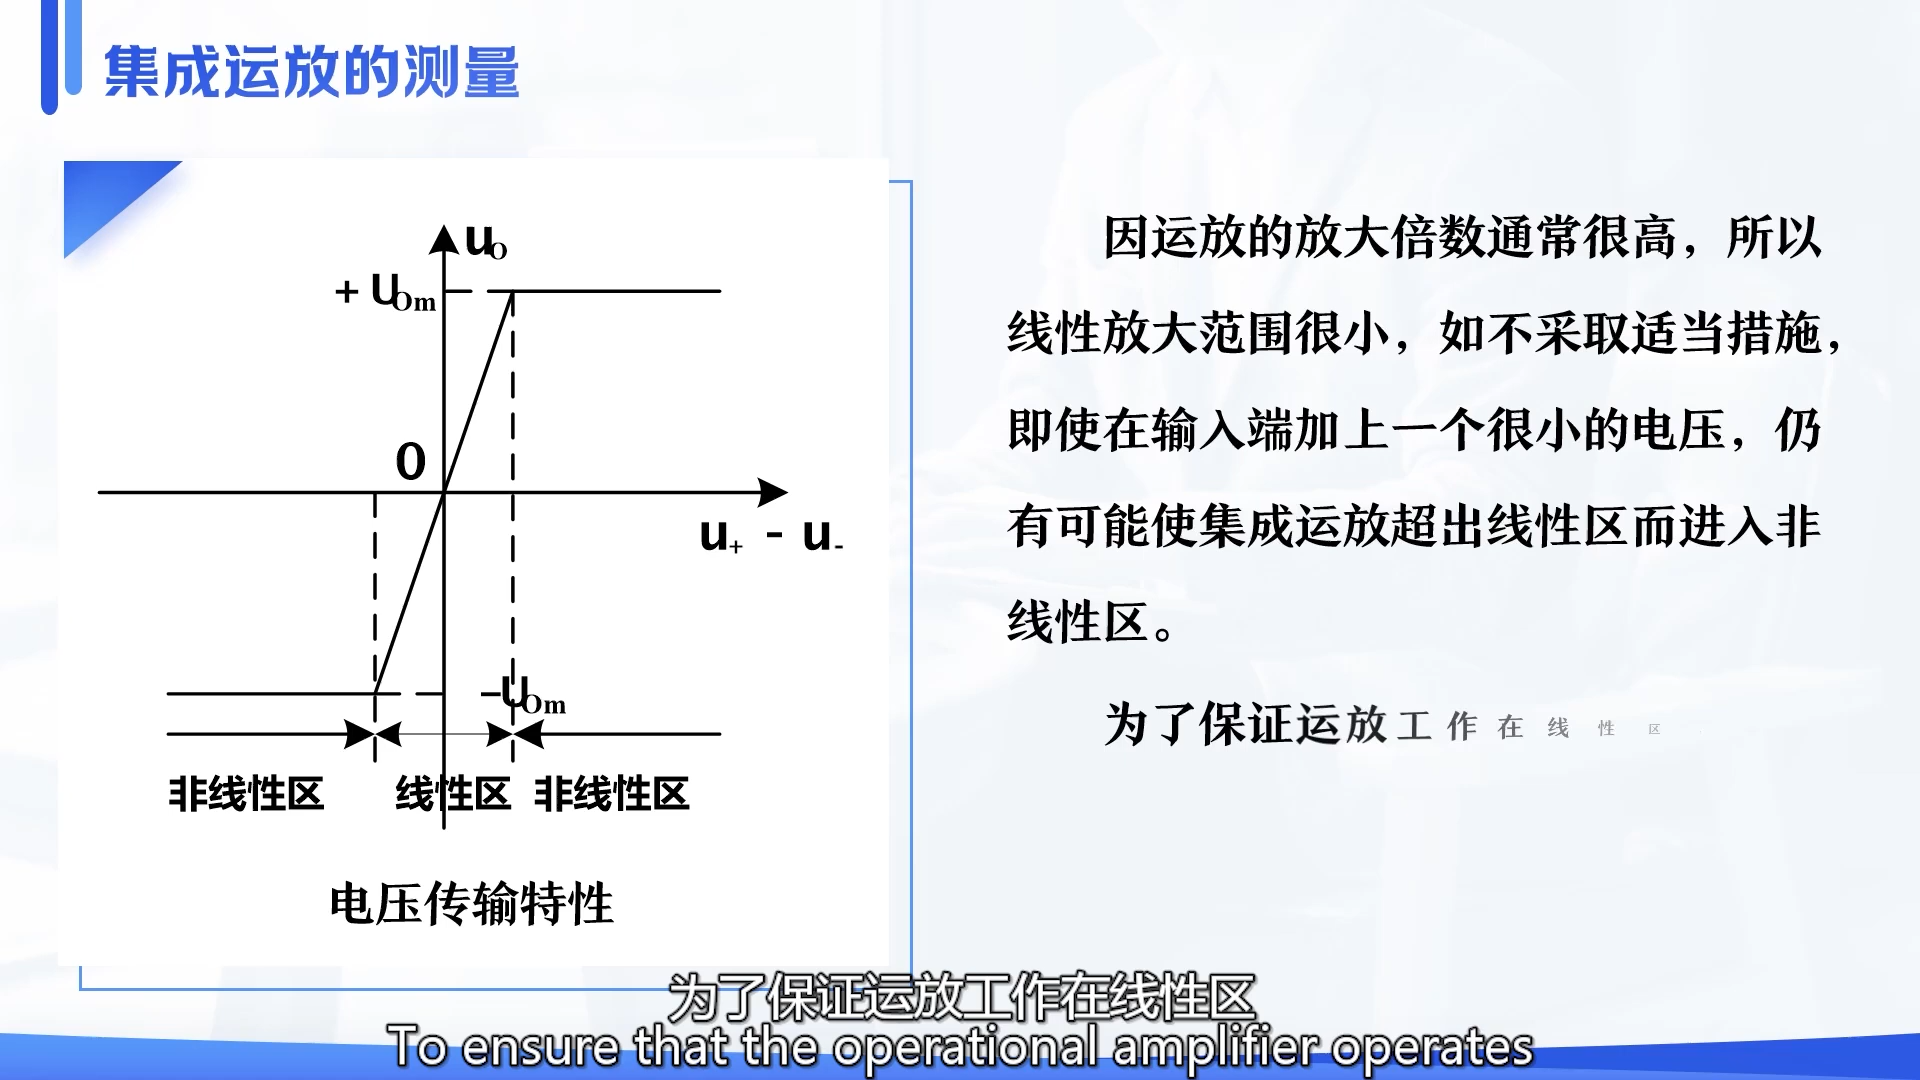 集成运放的测量
uO
+ UOm
0
u+ - u-
-UOm
非线性区 线性区 非线性区
电压传输特性
因运放的放大倍数通常很高，所以
线性放大范围很小，如不采取适当措施，
即使在输入端加上一个很小的电压，仍
有可能使集成运放超出线性区而进入非
线性区。
为了保证运放工作在线性区
为了保证运放工作在线性区
To ensure that the operational amplifier operates